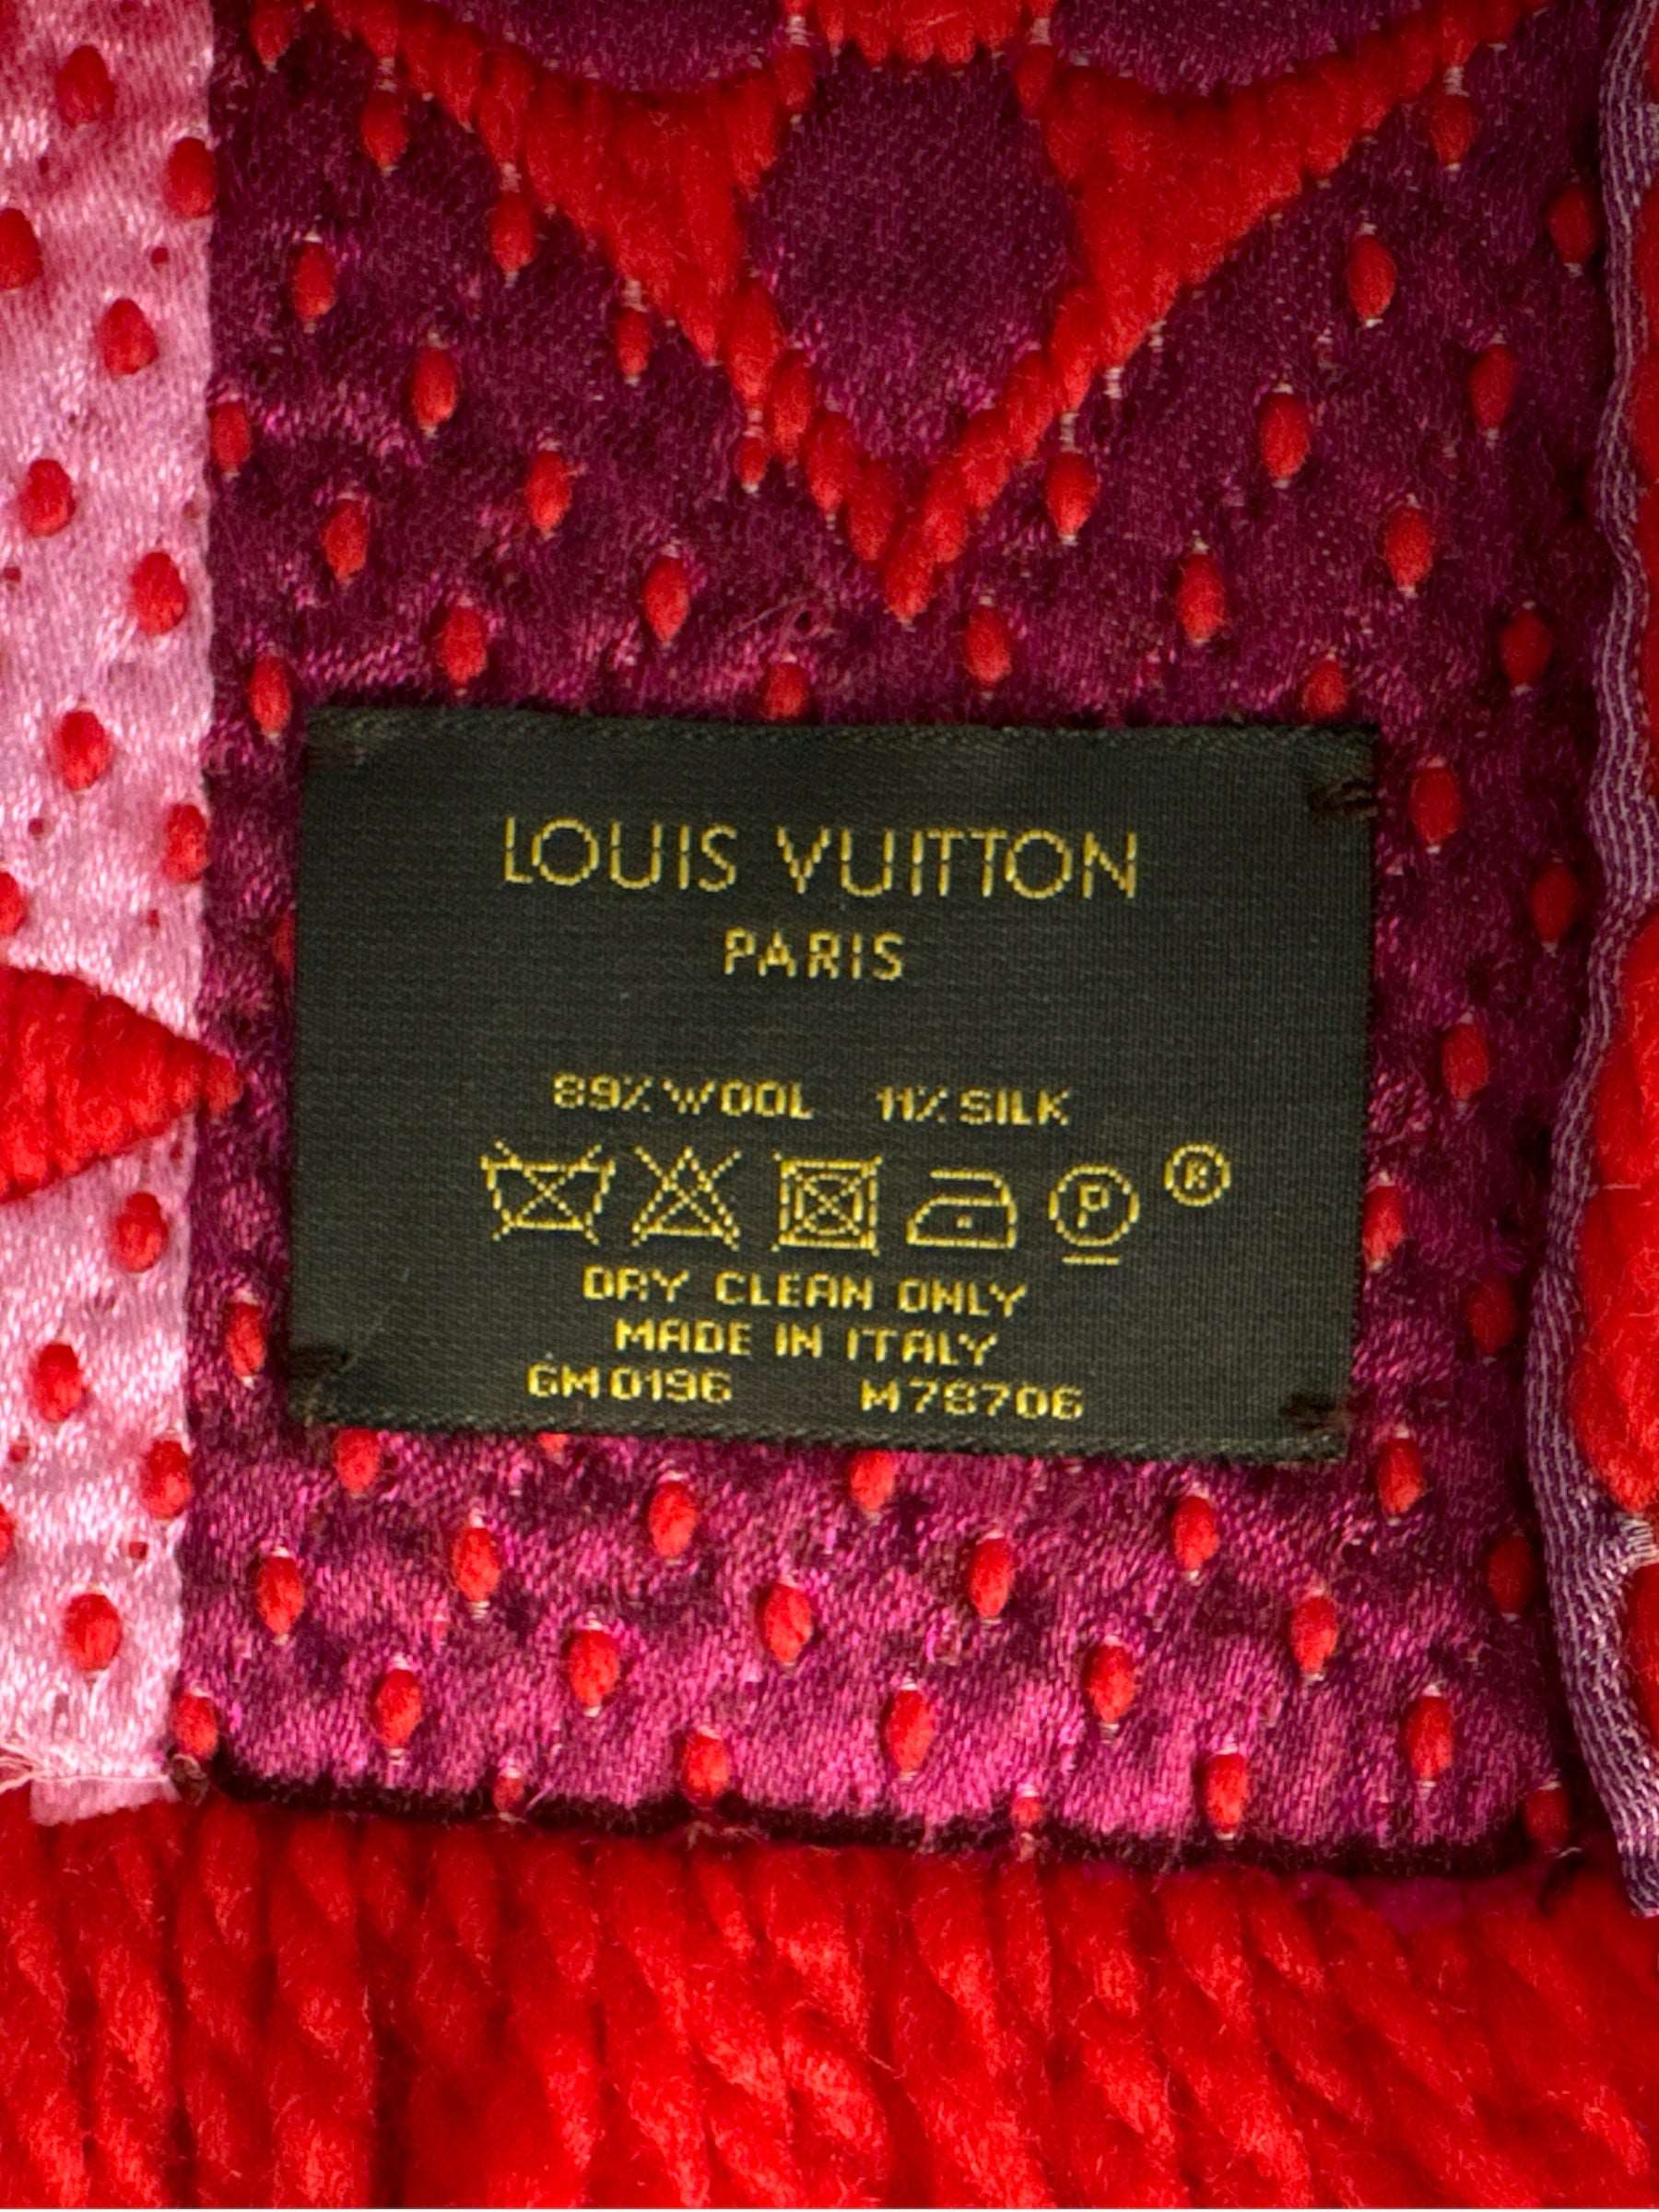 LOUIS VUITTON
PARIS
89% WOOL 11% SILK
P ®
DRY CLEAN ONLY
MADE IN ITALY
GM0196 M78706